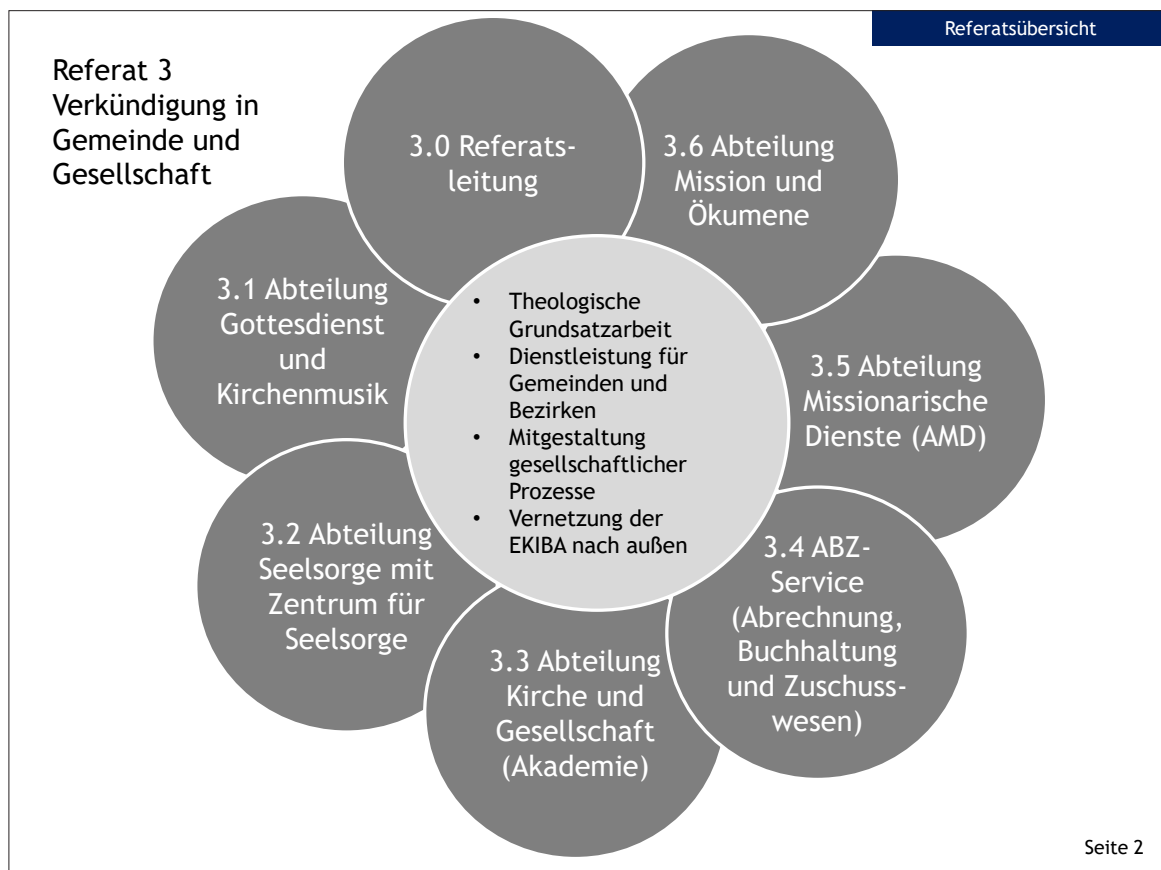 Referatsübersicht
Referat 3
Verkündigung in
Gemeinde und
Gesellschaft
3.0 Referats-
leitung
3.6 Abteilung
Mission und
Ökumene
3.1 Abteilung
Gottesdienst
und
Kirchenmusik
• Theologische
Grundsatzarbeit
• Dienstleistung für
Gemeinden und
Bezirken
• Mitgestaltung
gesellschaftlicher
Prozesse
• Vernetzung der
EKIBA nach außen
3.5 Abteilung
Missionarische
Dienste (AMD)
3.2 Abteilung
Seelsorge mit
Zentrum für
Seelsorge
3.4 ABZ-
Service
(Abrechnung,
Buchhaltung
und Zuschuss-
wesen)
3.3 Abteilung
Kirche und
Gesellschaft
(Akademie)
Seite 2